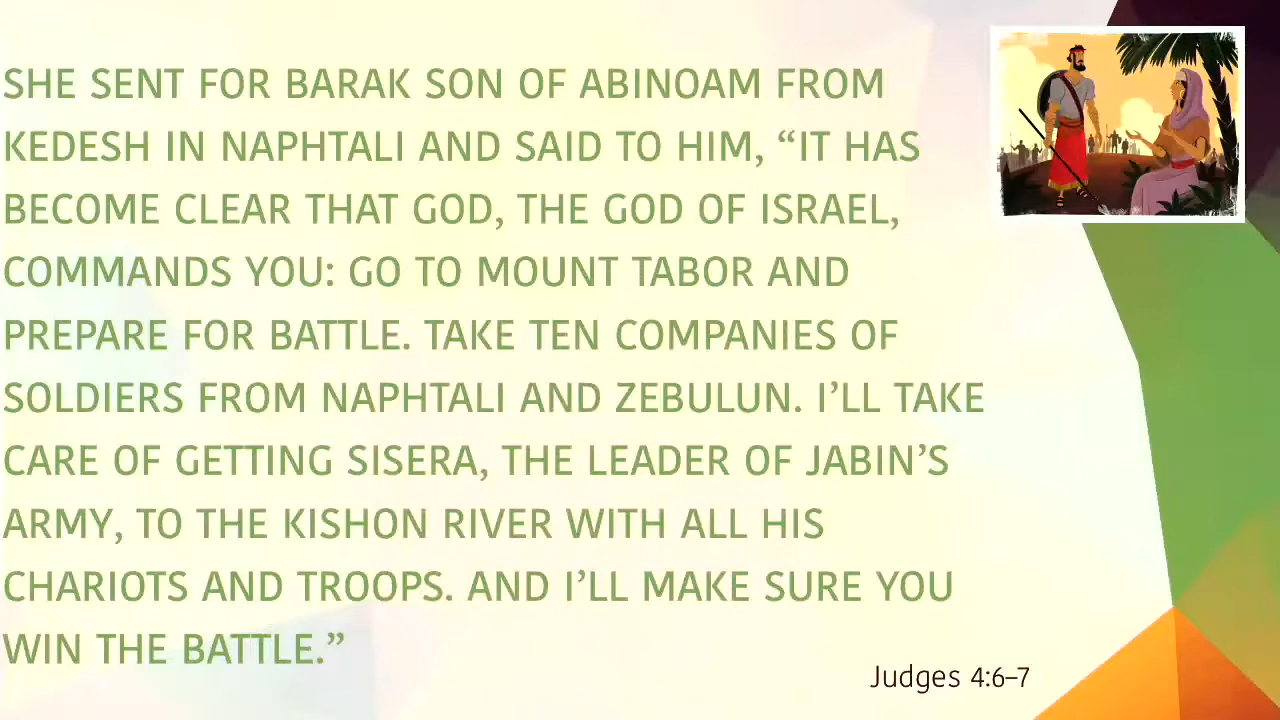 SHE SENT FOR BARAK SON OF ABINOAM FROM
KEDESH IN NAPHTALI AND SAID TO HIM, “IT HAS
BECOME CLEAR THAT GOD, THE GOD OF ISRAEL,
COMMANDS YOU: GO TO MOUNT TABOR AND
PREPARE FOR BATTLE. TAKE TEN COMPANIES OF
SOLDIERS FROM NAPHTALI AND ZEBULUN. I’LL TAKE
CARE OF GETTING SISERA, THE LEADER OF JABIN’S
ARMY, TO THE KISHON RIVER WITH ALL HIS
CHARIOTS AND TROOPS. AND I’LL MAKE SURE YOU
WIN THE BATTLE.”
Judges 4:6–7